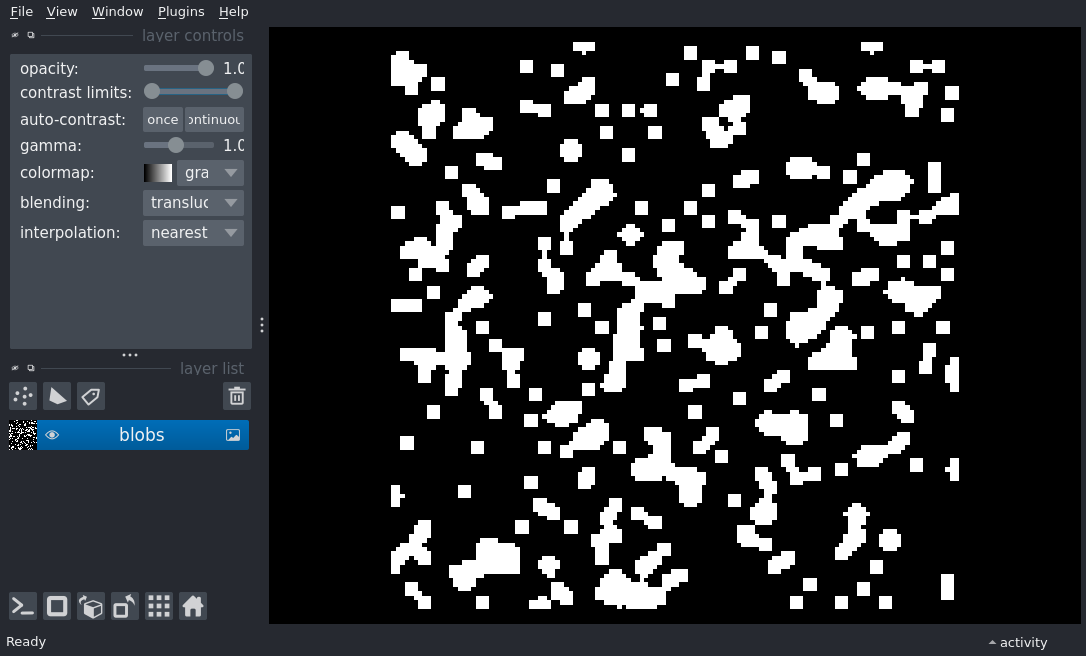 File View Window Plugins Help
layer controls
opacity: 1.0
contrast limits:
auto-contrast: once ontinuou
gamma: 1.0
colormap: gra
blending: transluc
interpolation: nearest
layer list
blobs
Ready
activity